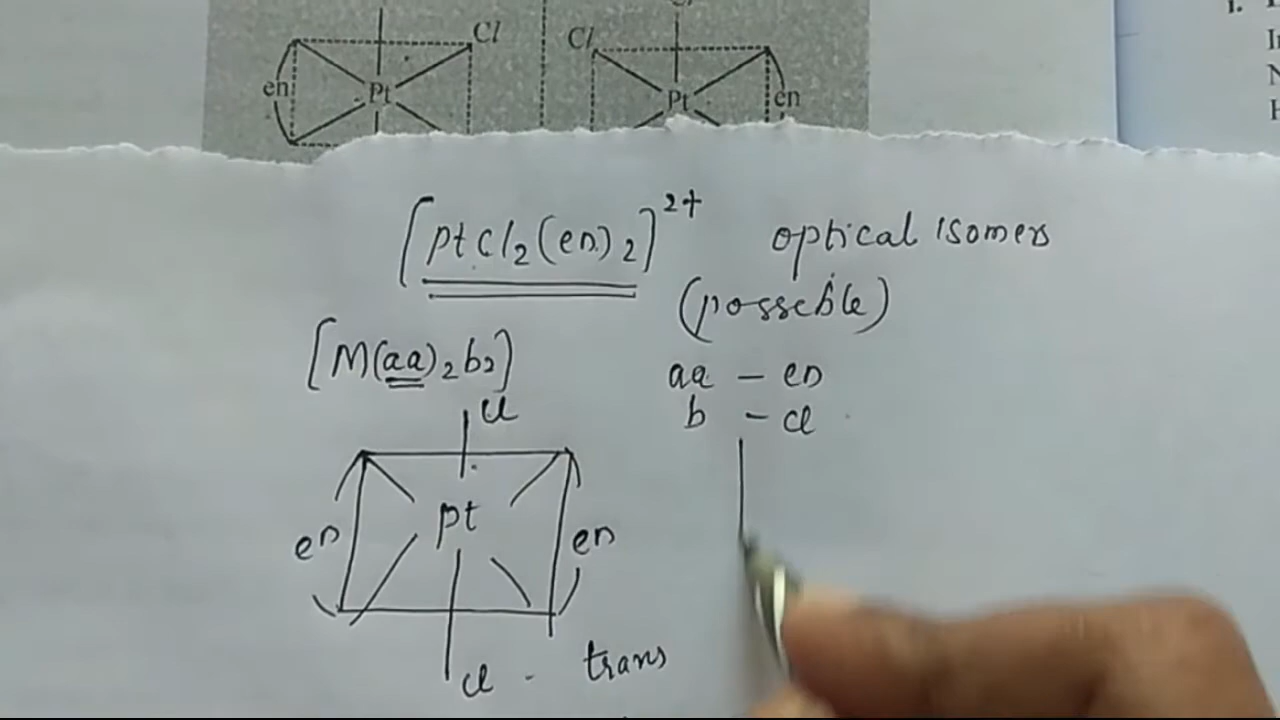 Cl Cl
en Pt Pt en
[ptCl₂(en)₂]²⁺ optical isomers
(posseble)
[M(aa)₂b₂] aa – en
b – cl
cl
pt
en en
cl trans